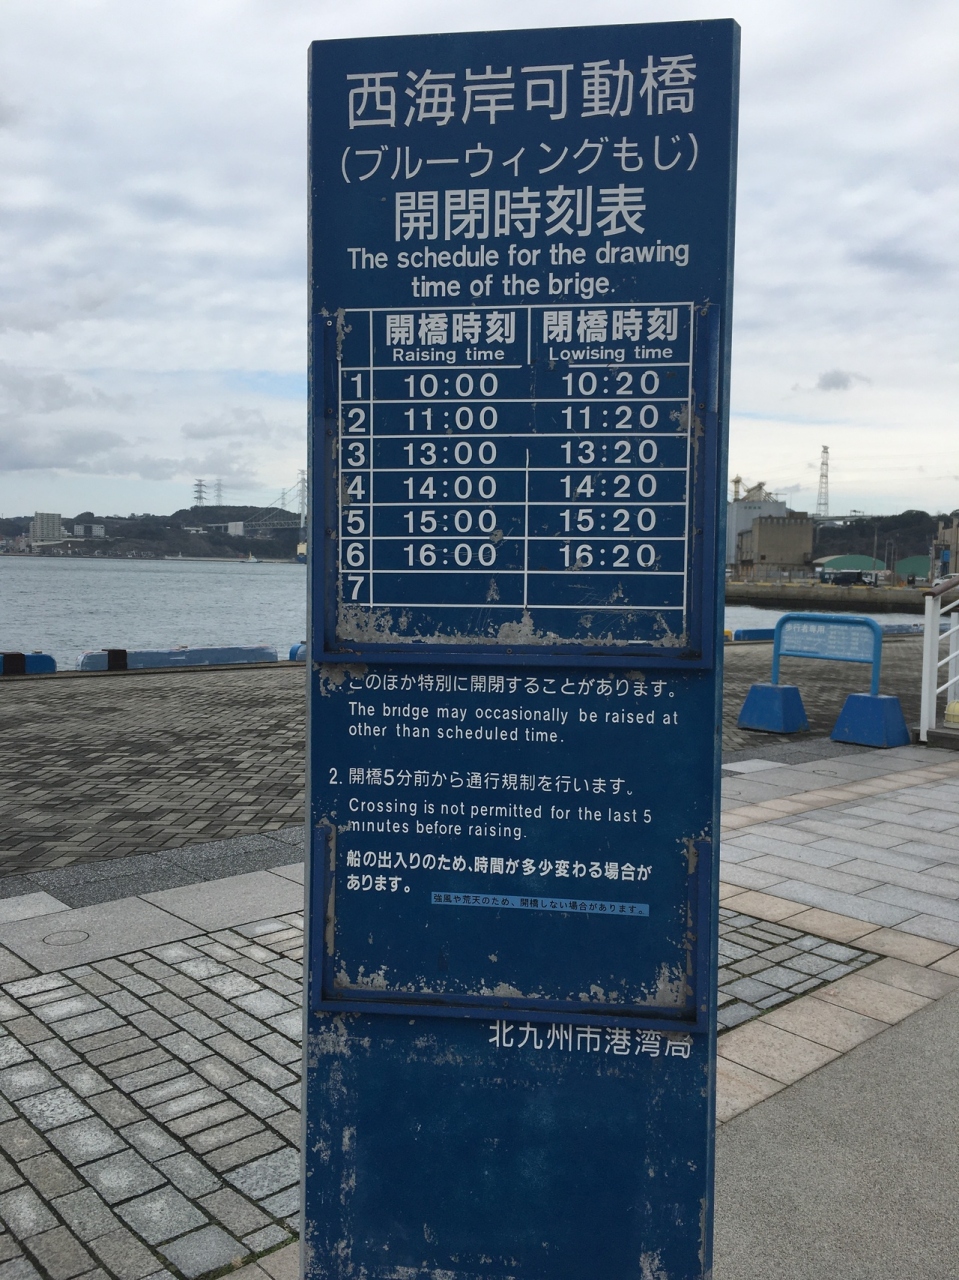 西海岸可動橋
(ブルーウィングもじ)
開閉時刻表
The schedule for the drawing
time of the brige.
開橋時刻 閉橋時刻
Raising time Lowising time
1 10:00 10:20
2 11:00 11:20
3 13:00 13:20
4 14:00 14:20
5 15:00 15:20
6 16:00 16:20
7
このほか特別に開閉することがあります。
The bridge may occasionally be raised at
other than scheduled time.
2. 開橋5分前から通行規制を行います。
Crossing is not permitted for the last 5
minutes before raising.
船の出入りのため、時間が多少変わる場合が
あります。
強風や荒天のため、開橋しない場合があります。
北九州市港湾局
歩行者専用